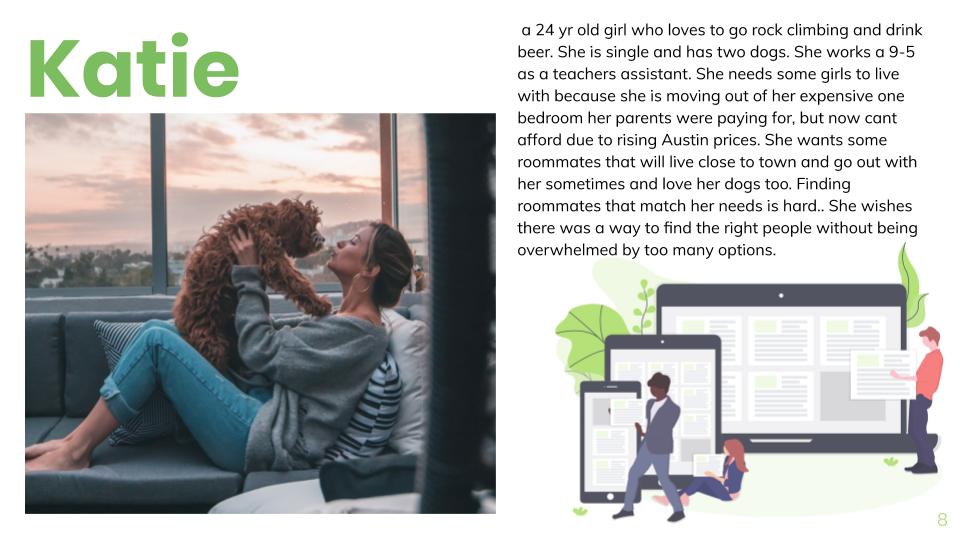 Katie
a 24 yr old girl who loves to go rock climbing and drink
beer. She is single and has two dogs. She works a 9-5
as a teachers assistant. She needs some girls to live
with because she is moving out of her expensive one
bedroom her parents were paying for, but now cant
afford due to rising Austin prices. She wants some
roommates that will live close to town and go out with
her sometimes and love her dogs too. Finding
roommates that match her needs is hard.. She wishes
there was a way to find the right people without being
overwhelmed by too many options.
8